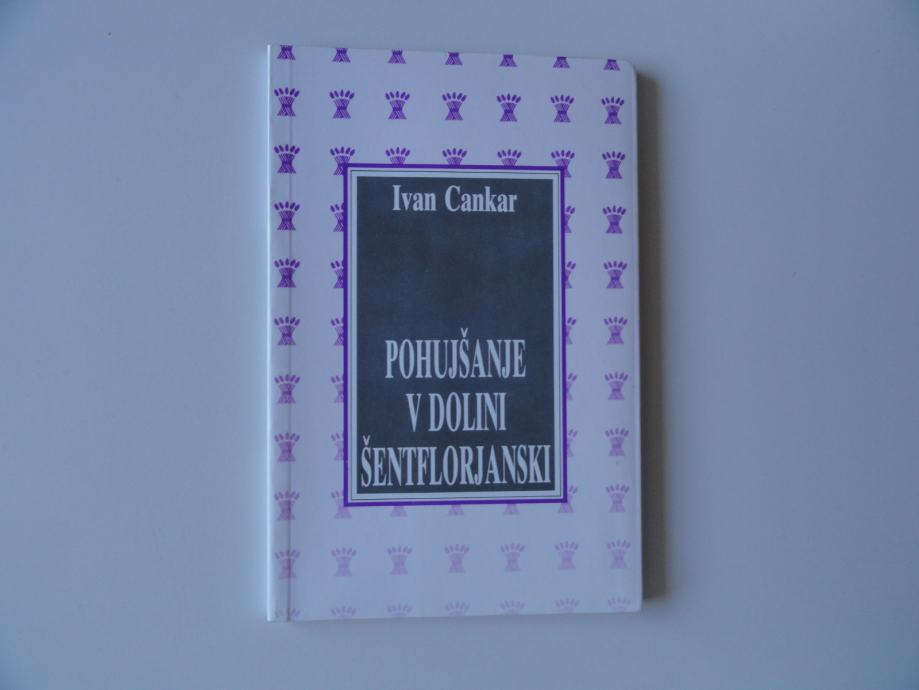 Ivan Cankar
POHUJŠANJE
V DOLINI
ŠENTFLORJANSKI